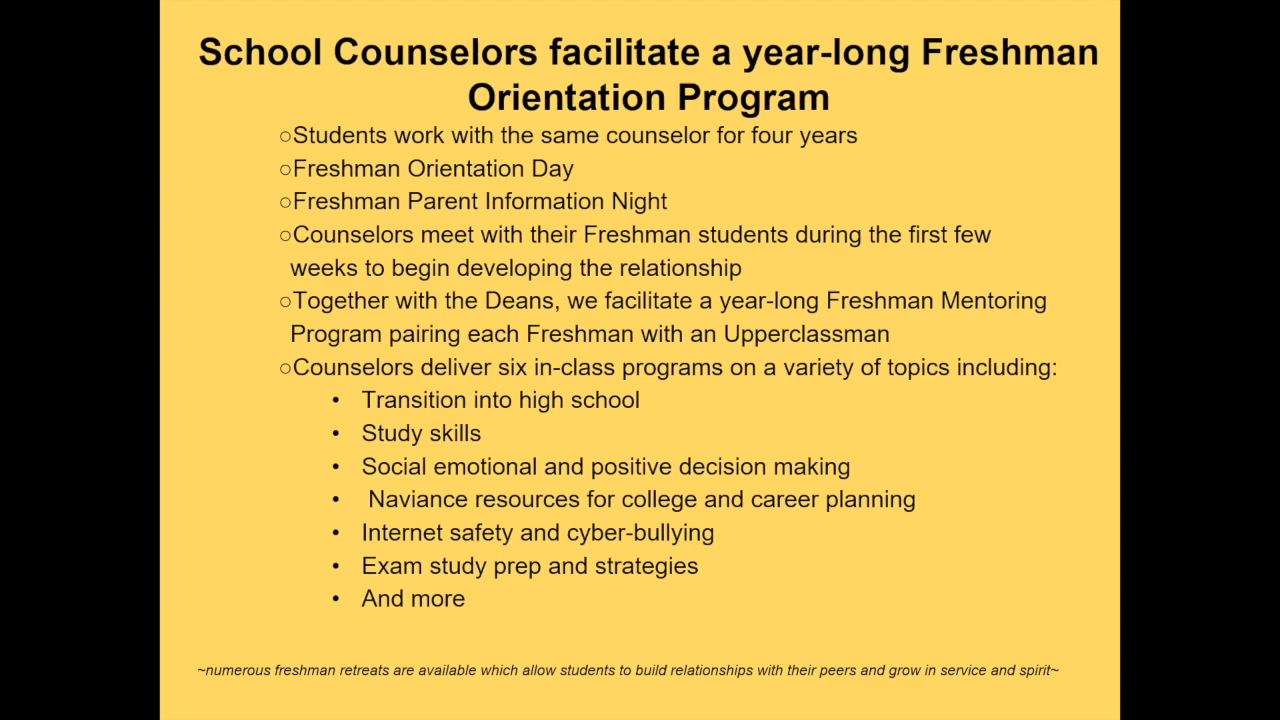 School Counselors facilitate a year-long Freshman
Orientation Program
○Students work with the same counselor for four years
○Freshman Orientation Day
○Freshman Parent Information Night
○Counselors meet with their Freshman students during the first few
weeks to begin developing the relationship
○Together with the Deans, we facilitate a year-long Freshman Mentoring
Program pairing each Freshman with an Upperclassman
○Counselors deliver six in-class programs on a variety of topics including:
• Transition into high school
• Study skills
• Social emotional and positive decision making
• Naviance resources for college and career planning
• Internet safety and cyber-bullying
• Exam study prep and strategies
• And more
~numerous freshman retreats are available which allow students to build relationships with their peers and grow in service and spirit~